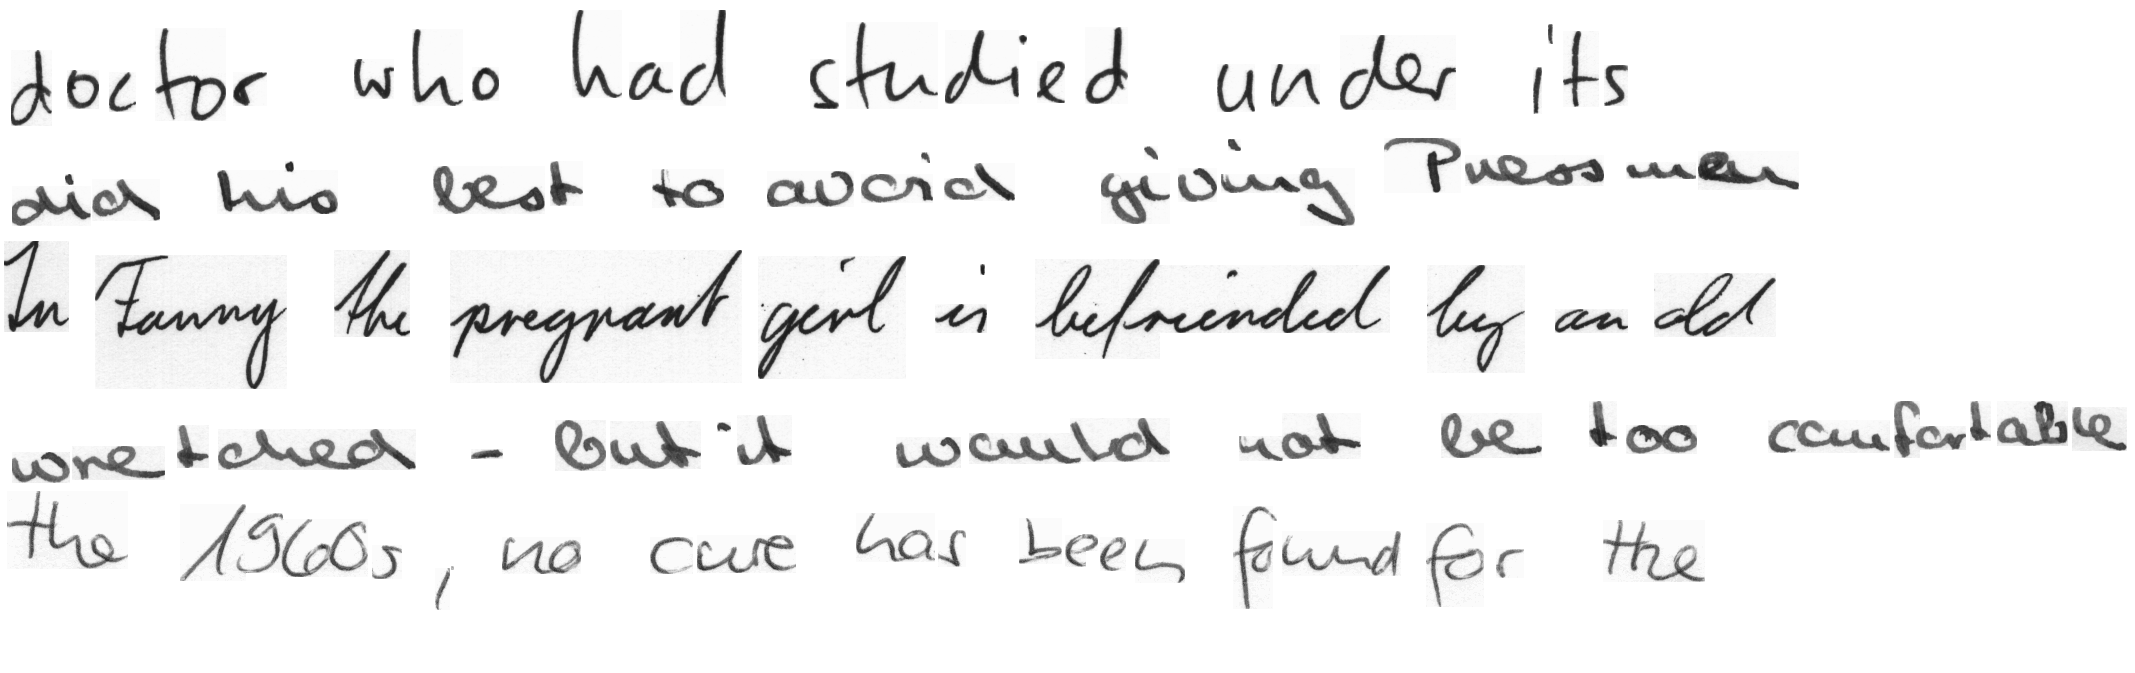 doctor who had studied under its
did his best to avoid giving Pressmen
In Fanny the pregnant girl is befriended by an old
wretched - but it would not be too comfortable
the 1960s, no cure has been found for the